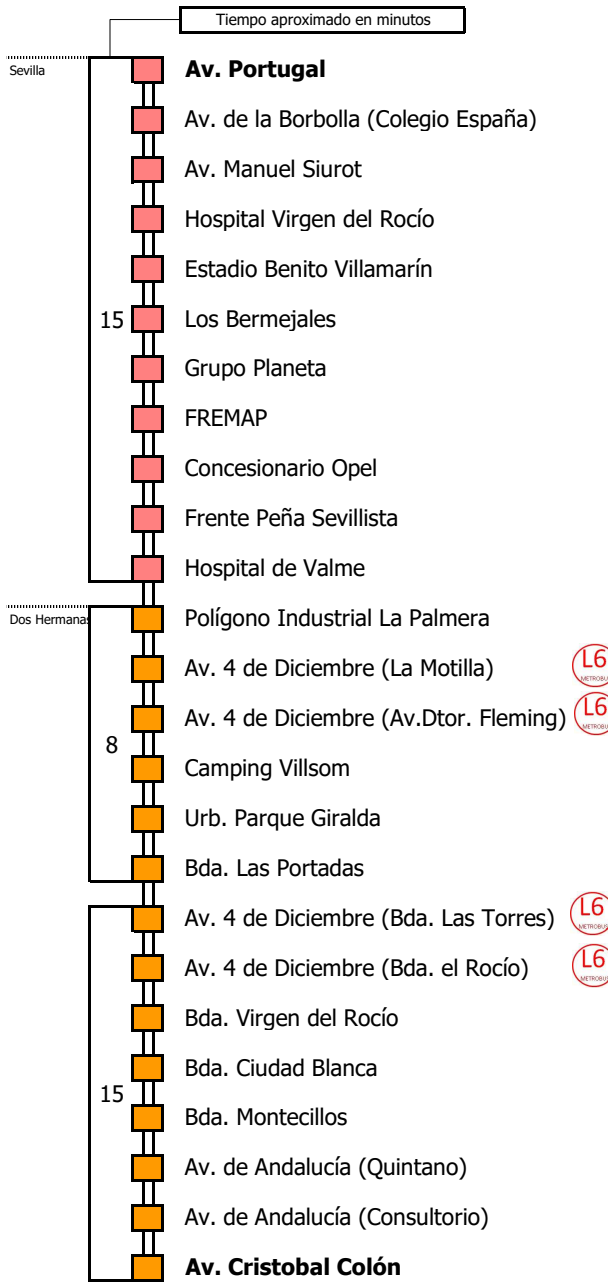 Tiempo aproximado en minutos
Sevilla
Av. Portugal
Av. de la Borbolla (Colegio España)
Av. Manuel Siurot
Hospital Virgen del Rocío
Estadio Benito Villamarín
15
Los Bermejales
Grupo Planeta
FREMAP
Concesionario Opel
Frente Peña Sevillista
Hospital de Valme
Dos Hermanas
Polígono Industrial La Palmera
Av. 4 de Diciembre (La Motilla)
L6
METROBUS
Av. 4 de Diciembre (Av.Dtor. Fleming)
L6
METROBUS
8
Camping Villsom
Urb. Parque Giralda
Bda. Las Portadas
Av. 4 de Diciembre (Bda. Las Torres)
L6
METROBUS
Av. 4 de Diciembre (Bda. el Rocío)
L6
METROBUS
Bda. Virgen del Rocío
Bda. Ciudad Blanca
15
Bda. Montecillos
Av. de Andalucía (Quintano)
Av. de Andalucía (Consultorio)
Av. Cristobal Colón